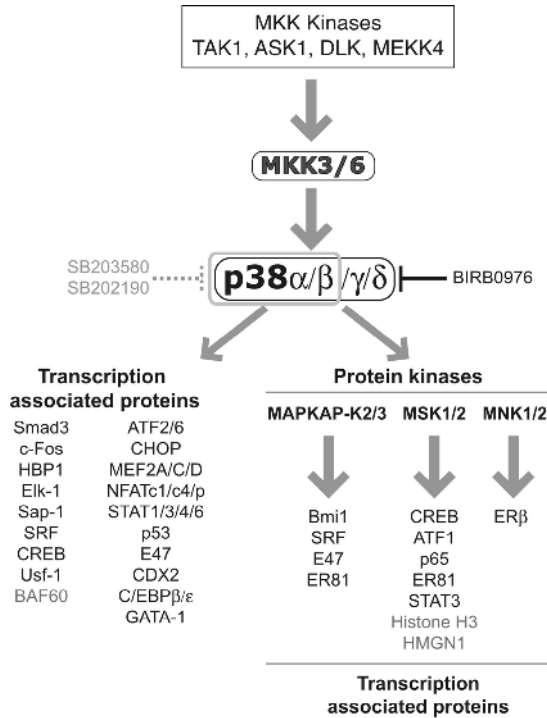 MKK Kinases
TAK1, ASK1, DLK, MEKK4
MKK3/6
SB203580
SB202190
p38α/β/γ/δ
BIRB0976
Transcription
associated proteins
Smad3
c-Fos
HBP1
Elk-1
Sap-1
SRF
CREB
Usf-1
BAF60
ATF2/6
CHOP
MEF2A/C/D
NFATc1/c4/p
STAT1/3/4/6
p53
E47
CDX2
C/EBPβ/ε
GATA-1
Protein kinases
MAPKAP-K2/3
MSK1/2
MNK1/2
Bmi1
SRF
E47
ER81
CREB
ATF1
p65
ER81
STAT3
Histone H3
HMGN1
ERβ
Transcription
associated proteins